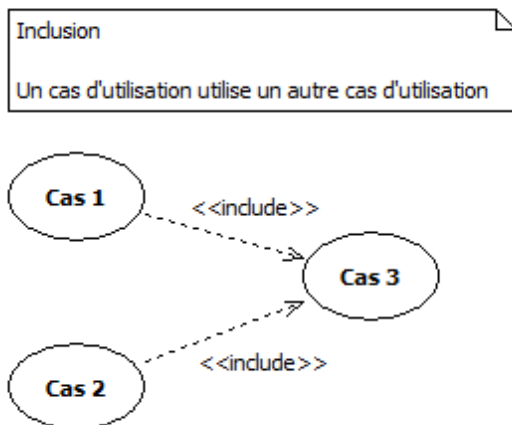 Inclusion
Un cas d'utilisation utilise un autre cas d'utilisation
Cas 1
<<include>>
Cas 3
<<include>>
Cas 2